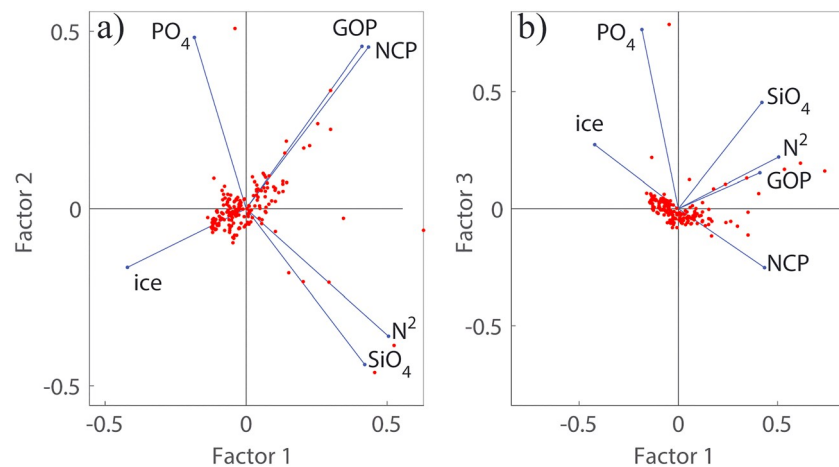 a)
0.5
PO₄
GOP
NCP
Factor 2
0
ice
N²
SiO₄
-0.5
-0.5
0
0.5
Factor 1
b)
PO₄
0.5
SiO₄
ice
N²
GOP
Factor 3
0
NCP
-0.5
-0.5
0
0.5
Factor 1